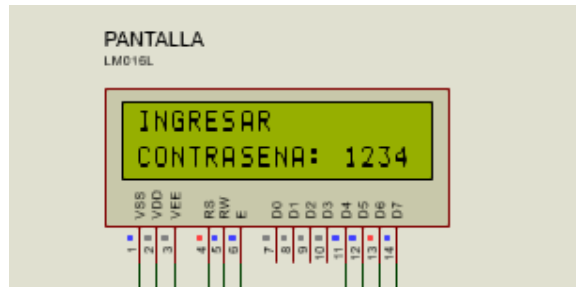 PANTALLA
LM016L
INGRESAR
CONTRASENA: 1234
VSS VDD VEE RS RW E D0 D1 D2 D3 D4 D5 D6 D7
1 2 3 4 5 6 7 8 9 10 11 12 13 14